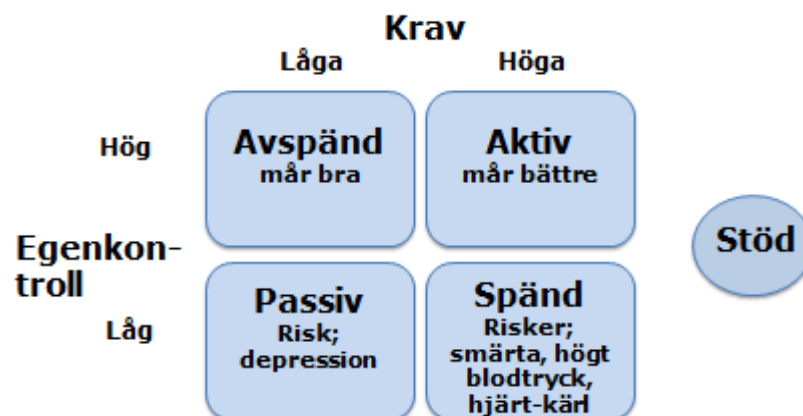 Krav
Låga
Höga
Hög
Avspänd
mår bra
Aktiv
mår bättre
Stöd
Egenkon-
troll
Låg
Passiv
Risk;
depression
Spänd
Risker;
smärta, högt
blodtryck,
hjärt-kärl